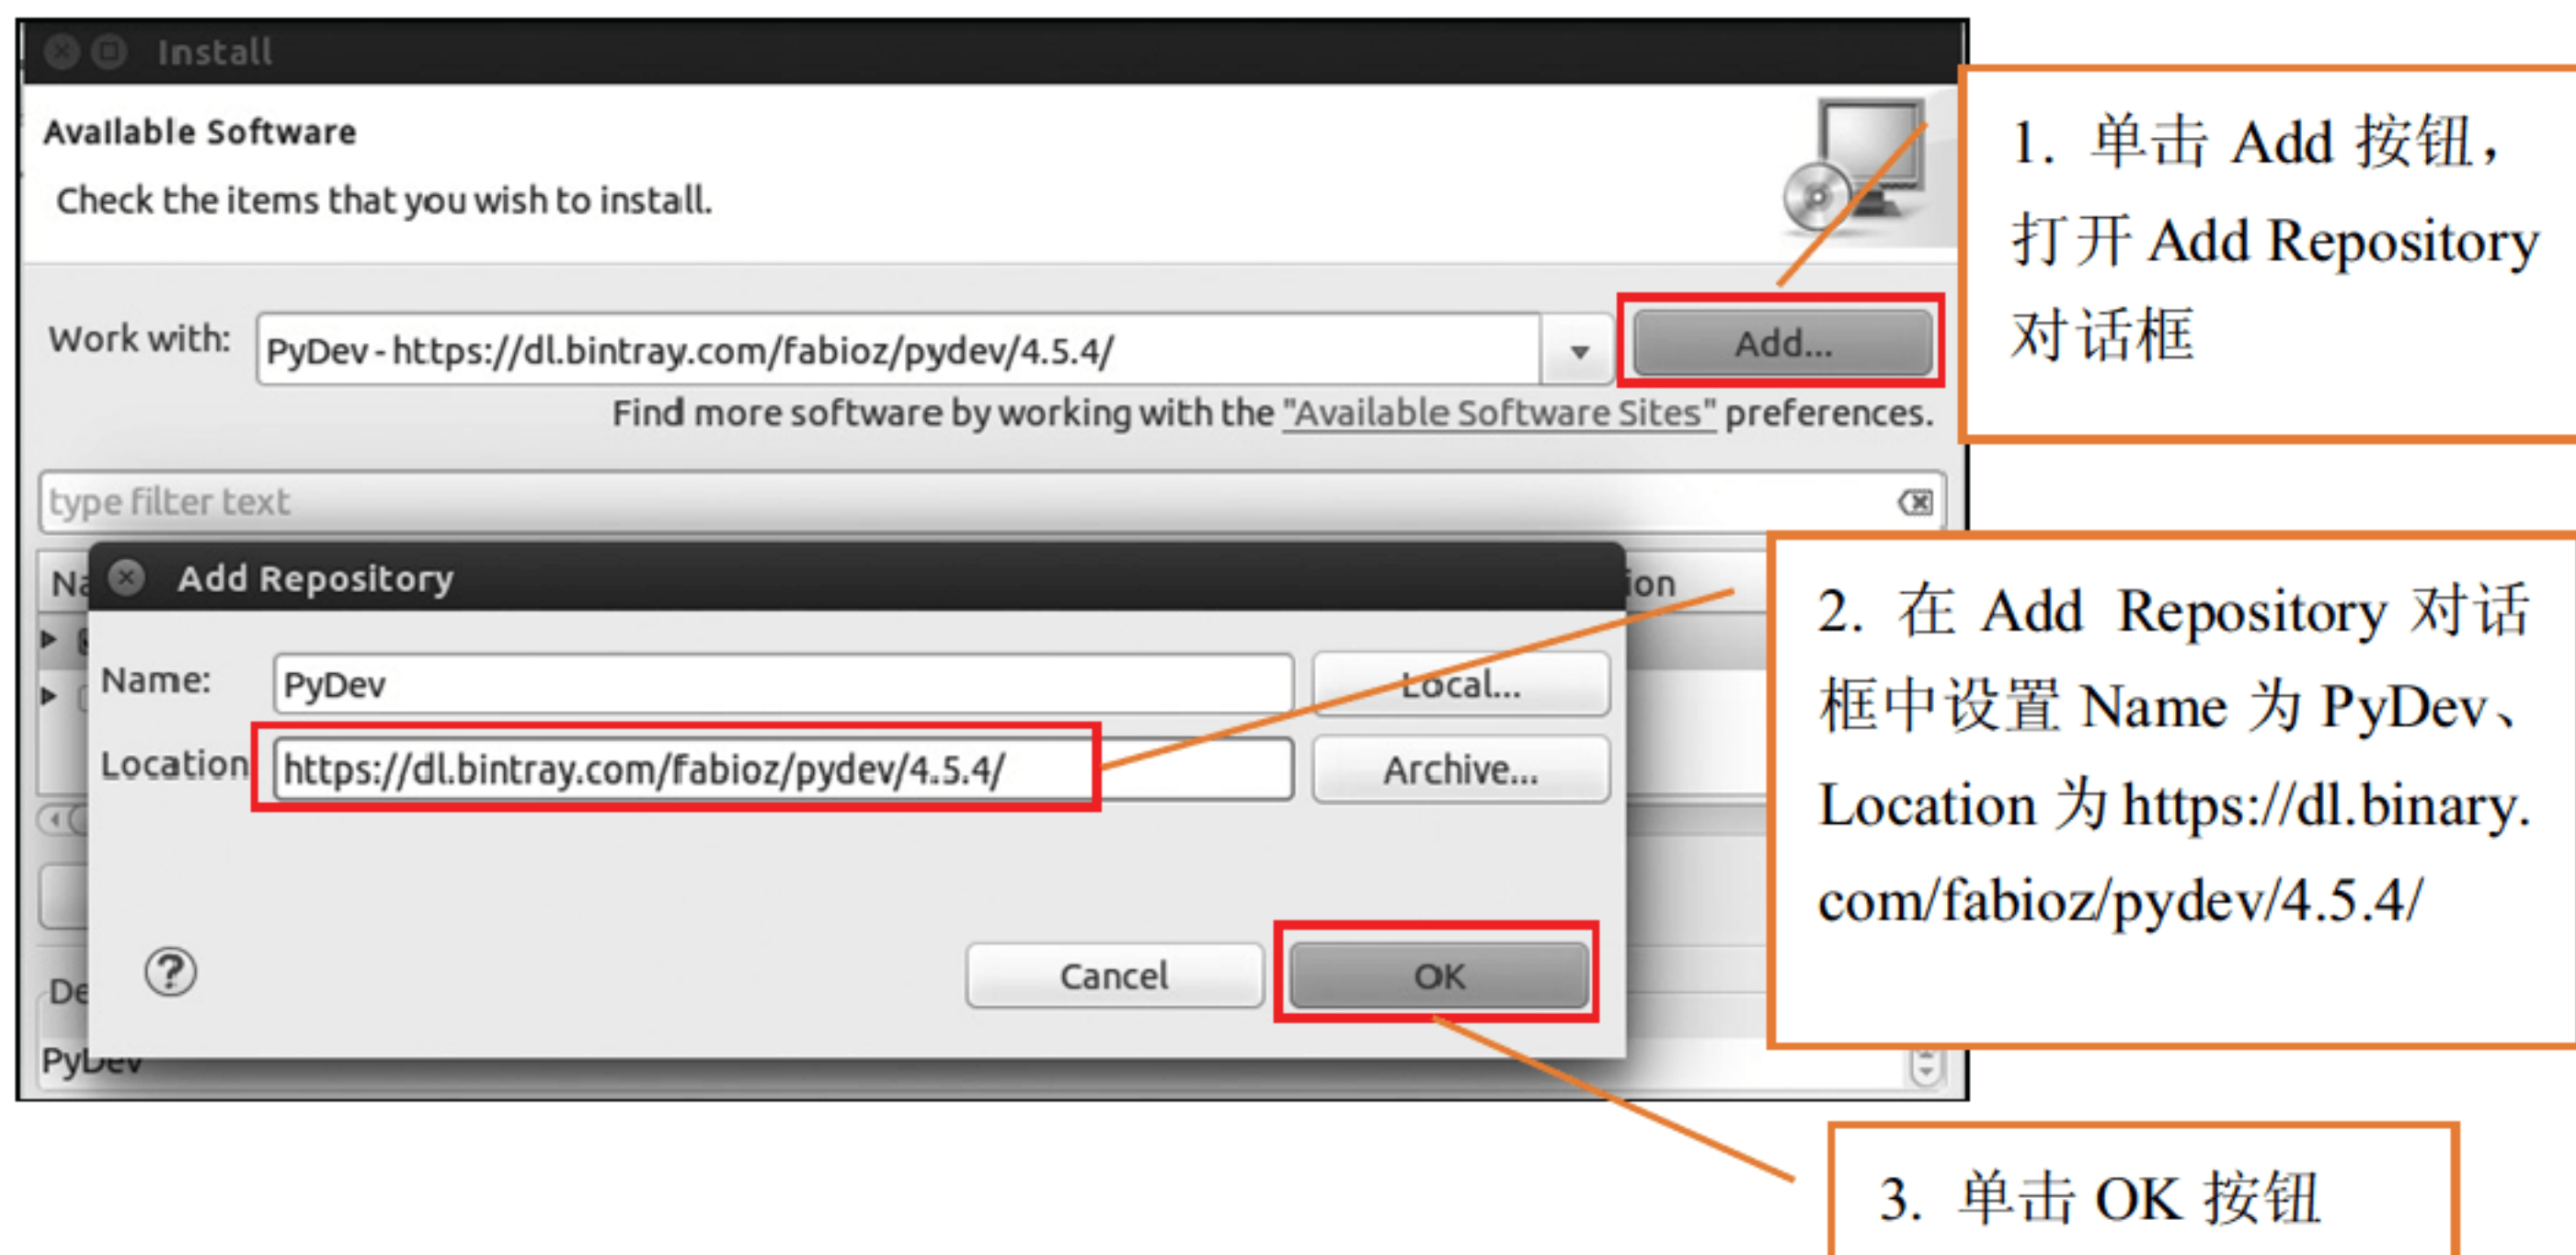 Install
Available Software
Check the items that you wish to install.
Work with:
PyDev - https://dl.bintray.com/fabioz/pydev/4.5.4/
Add...
Find more software by working with the "Available Software Sites" preferences.
type filter text
Na
ion
Add Repository
Name:
PyDev
Local...
Location
https://dl.bintray.com/fabioz/pydev/4.5.4/
Archive...
Cancel
OK
De
PyDev
1. 单击 Add 按钮，
打开 Add Repository
对话框
2. 在 Add Repository 对话
框中设置 Name 为 PyDev、
Location 为 https://dl.binary.
com/fabioz/pydev/4.5.4/
3. 单击 OK 按钮